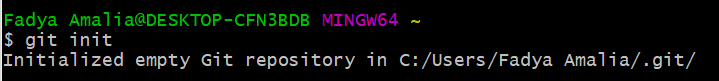 Fadya Amalia@DESKTOP-CFN3BDB MINGW64 ~
$ git init
Initialized empty Git repository in C:/Users/Fadya Amalia/.git/